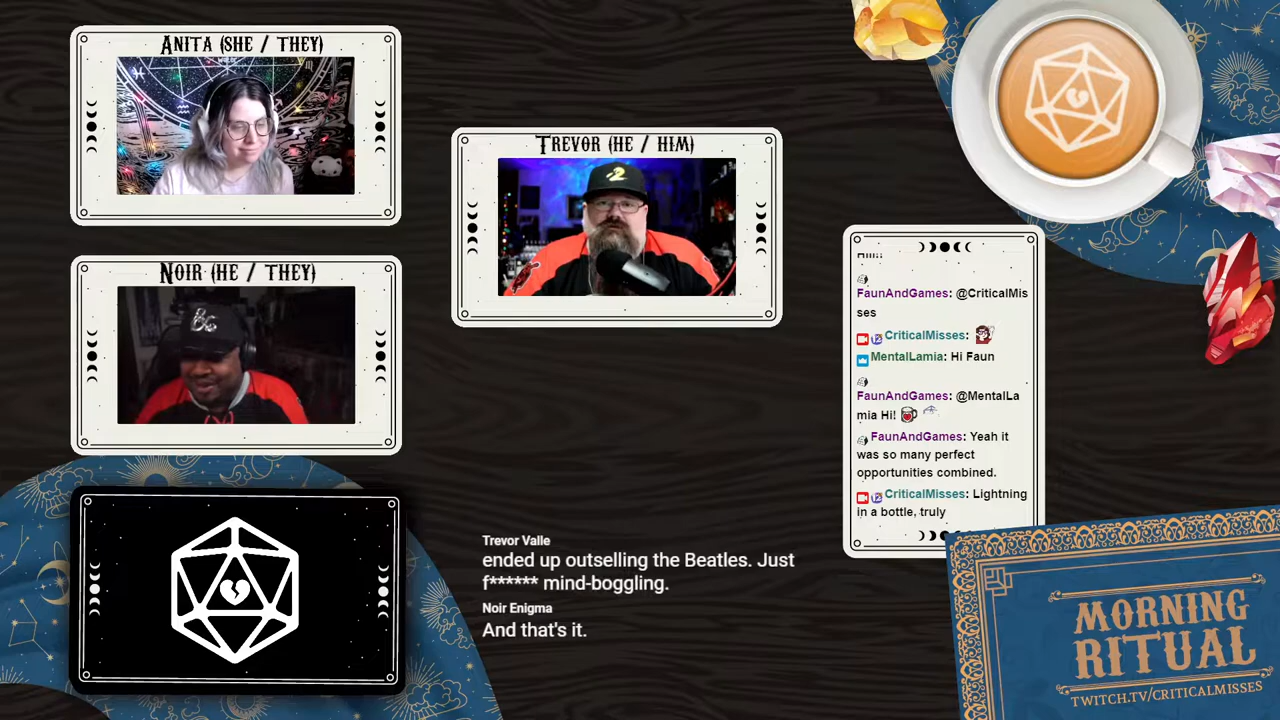 ANITA (SHE / THEY)
TREVOR (HE / HIM)
2
NOIR (HE / THEY)
BC
FaunAndGames: @CriticalMis
ses
CriticalMisses:
MentalLamia: Hi Faun
FaunAndGames: @MentalLa
mia Hi!
FaunAndGames: Yeah it
was so many perfect
opportunities combined.
CriticalMisses: Lightning
in a bottle, truly
Trevor Valle
ended up outselling the Beatles. Just
f****** mind-boggling.
Noir Enigma
And that's it.
MORNING
RITUAL
TWITCH.TV/CRITICALMISSES